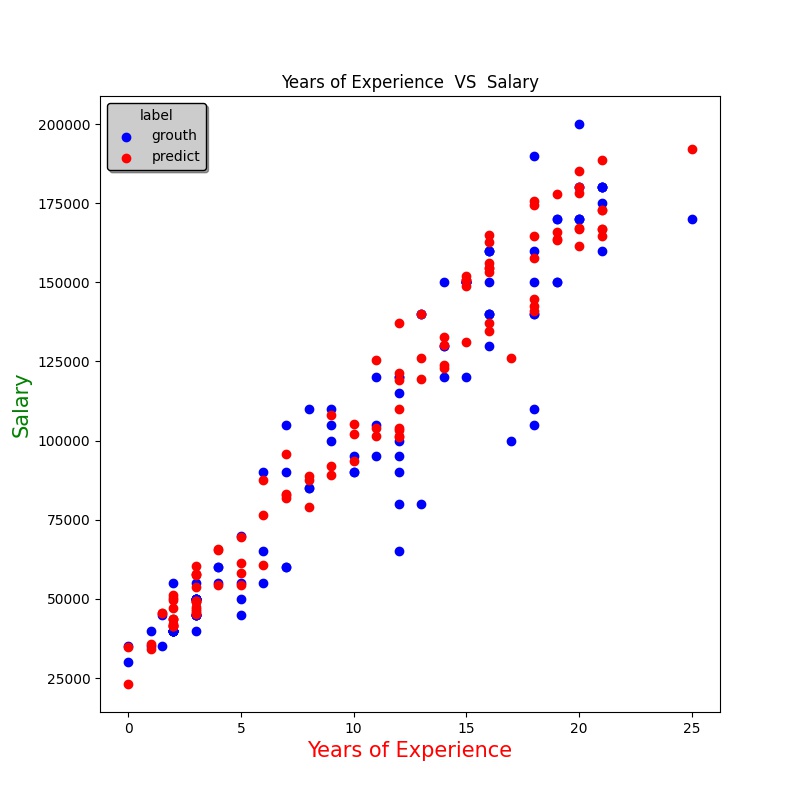 Years of Experience  VS  Salary
label
grouth
predict
200000
175000
150000
125000
100000
75000
50000
25000
Salary
0 5 10 15 20 25
Years of Experience